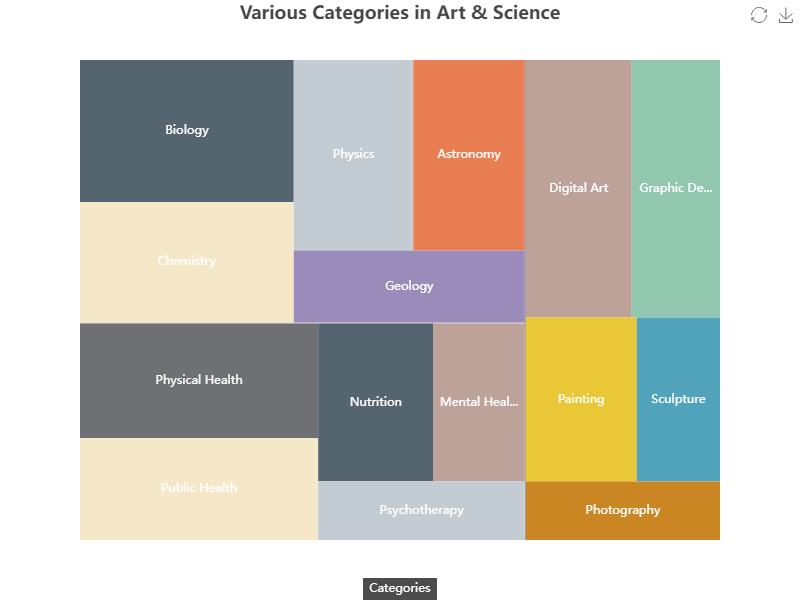 Various Categories in Art & Science
Biology
Physics
Astronomy
Digital Art
Graphic De...
Chemistry
Geology
Physical Health
Nutrition
Mental Heal...
Painting
Sculpture
Public Health
Psychotherapy
Photography
Categories